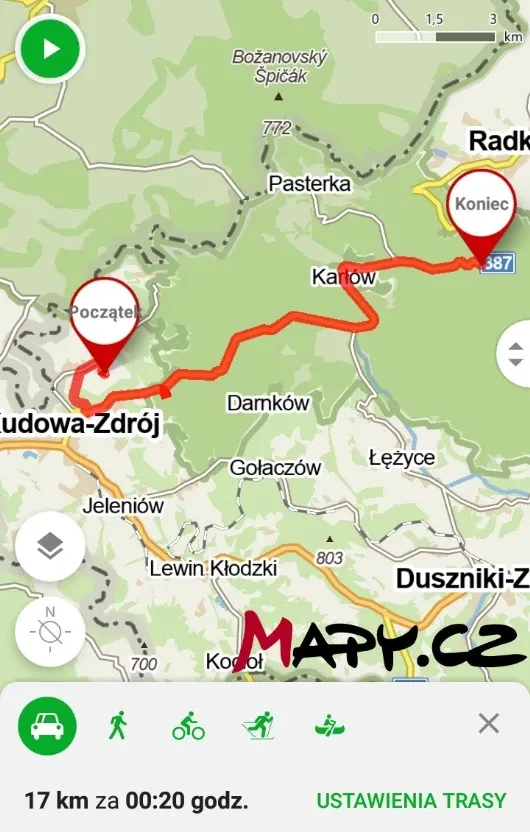 0 1,5 3
km
Božanovský
Špičák
772
Radk
Pasterka
Koniec
387
Karłów
Początek
Kudowa-Zdrój
Darnków
Łężyce
Gołaczów
Jeleniów
803
Lewin Kłodzki
Duszniki-Z
N
700
MAPY.CZ
17 km za 00:20 godz.
USTAWIENIA TRASY